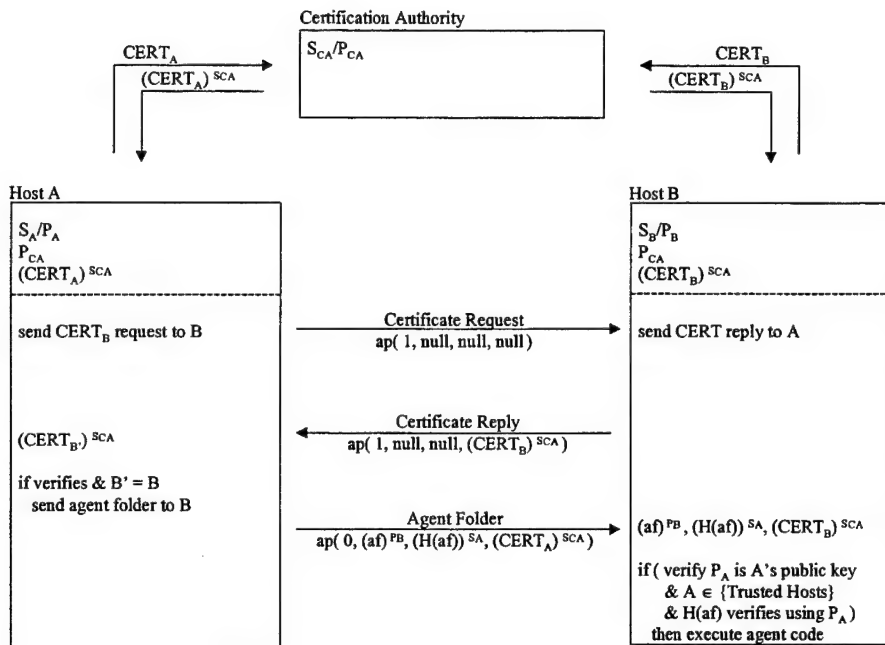 Certification Authority
S_CA/P_CA
CERT_A
(CERT_A)^SCA
CERT_B
(CERT_B)^SCA
Host A
S_A/P_A
P_CA
(CERT_A)^SCA
send CERT_B request to B
(CERT_B')^SCA
if verifies & B' = B
send agent folder to B
Certificate Request
ap( 1, null, null, null )
Certificate Reply
ap( 1, null, null, (CERT_B)^SCA )
Agent Folder
ap( 0, (af)^PB, (H(af))^SA, (CERT_A)^SCA )
Host B
S_B/P_B
P_CA
(CERT_B)^SCA
send CERT reply to A
(af)^PB, (H(af))^SA, (CERT_B)^SCA
if ( verify P_A is A's public key
& A ∈ {Trusted Hosts}
& H(af) verifies using P_A )
then execute agent code